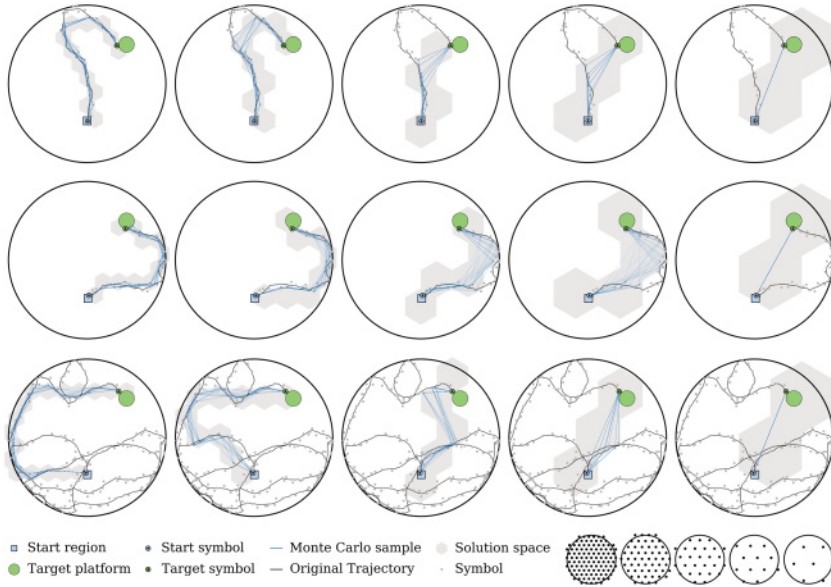 Start region Start symbol Monte Carlo sample Solution space
Target platform Target symbol Original Trajectory Symbol